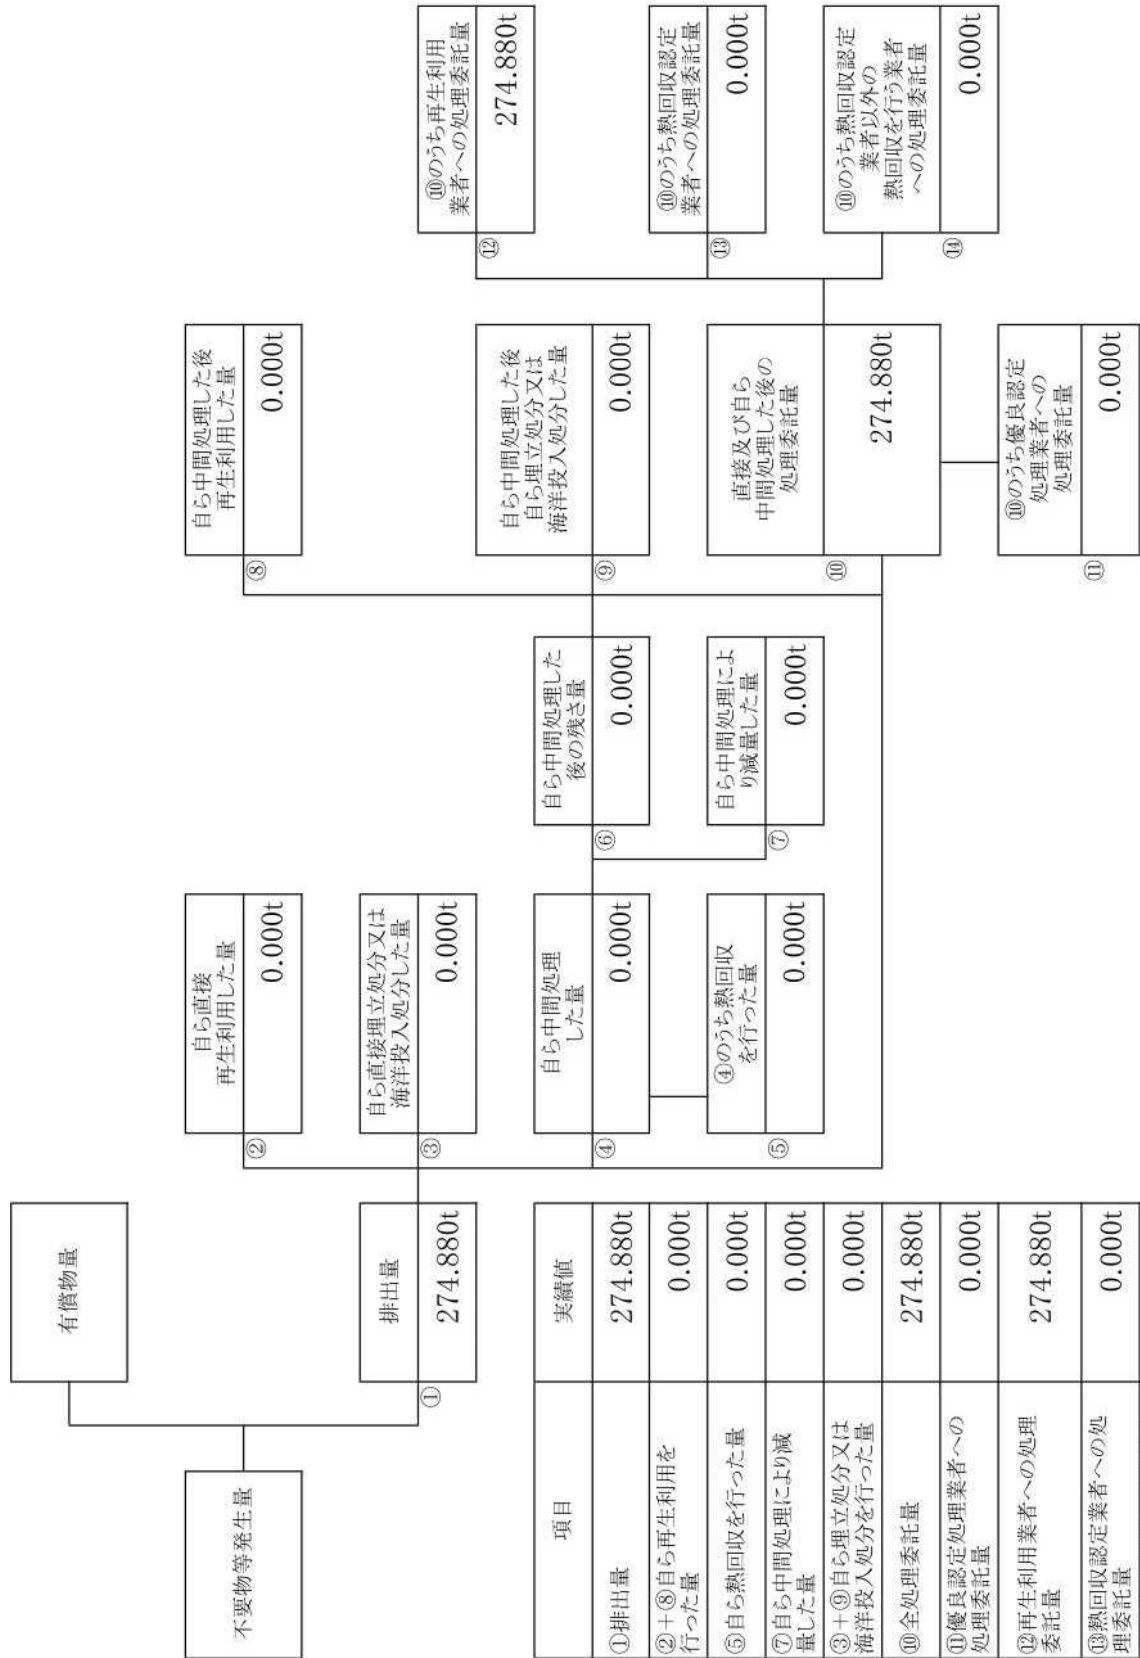 有償物量
不要物等発生量
①
排出量
274.880t
②
自ら直接
再生利用した量
0.000t
③
自ら直接埋立処分又は
海洋投入処分した量
0.000t
④
自ら中間処理
した量
0.000t
⑤
④のうち熱回収
を行った量
0.000t
⑥
自ら中間処理した
後の残さ量
0.000t
⑦
自ら中間処理によ
り減量した量
0.000t
⑧
自ら中間処理した後
再生利用した量
0.000t
⑨
自ら中間処理した後
自ら埋立処分又は
海洋投入処分した量
0.000t
⑩
直接及び自ら
中間処理した後の
処理委託量
274.880t
⑪
⑩のうち優良認定
処理業者への
処理委託量
0.000t
⑫
⑩のうち再生利用
業者への処理委託量
274.880t
⑬
⑩のうち熱回収認定
業者への処理委託量
0.000t
⑭
⑩のうち熱回収認定
業者以外の
熱回収を行う業者
への処理委託量
0.000t
項目 実績値
①排出量 274.880t
②＋⑧自ら再生利用を
行った量 0.000t
⑤自ら熱回収を行った量 0.000t
⑦自ら中間処理により減
量した量 0.000t
③＋⑨自ら埋立処分又は
海洋投入処分を行った量 0.000t
⑩全処理委託量 274.880t
⑪優良認定処理業者への
処理委託量 0.000t
⑫再生利用業者への処理
委託量 274.880t
⑬熱回収認定業者への処
理委託量 0.000t